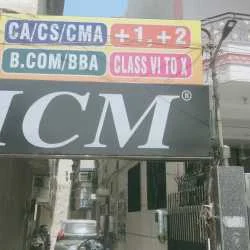 CA/CS/CMA +1,+2
B.COM/BBA CLASS VI TO X
ICM®